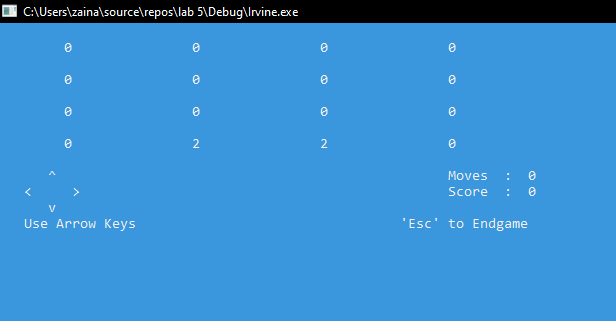 C:\Users\zaina\source\repos\lab 5\Debug\Irvine.exe
0 0 0 0
0 0 0 0
0 0 0 0
0 2 2 0
^ Moves : 0
< > Score : 0
v
Use Arrow Keys 'Esc' to Endgame